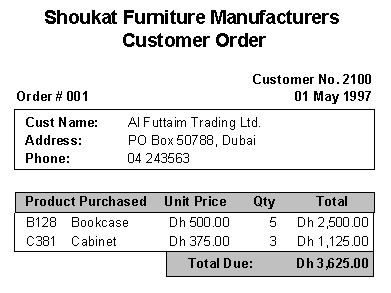 Shoukat Furniture Manufacturers
Customer Order
Customer No. 2100
Order # 001 01 May 1997
Cust Name: Al Futtaim Trading Ltd.
Address: PO Box 50788, Dubai
Phone: 04 243563
Product Purchased Unit Price Qty Total
B128 Bookcase Dh 500.00 5 Dh 2,500.00
C381 Cabinet Dh 375.00 3 Dh 1,125.00
Total Due: Dh 3,625.00